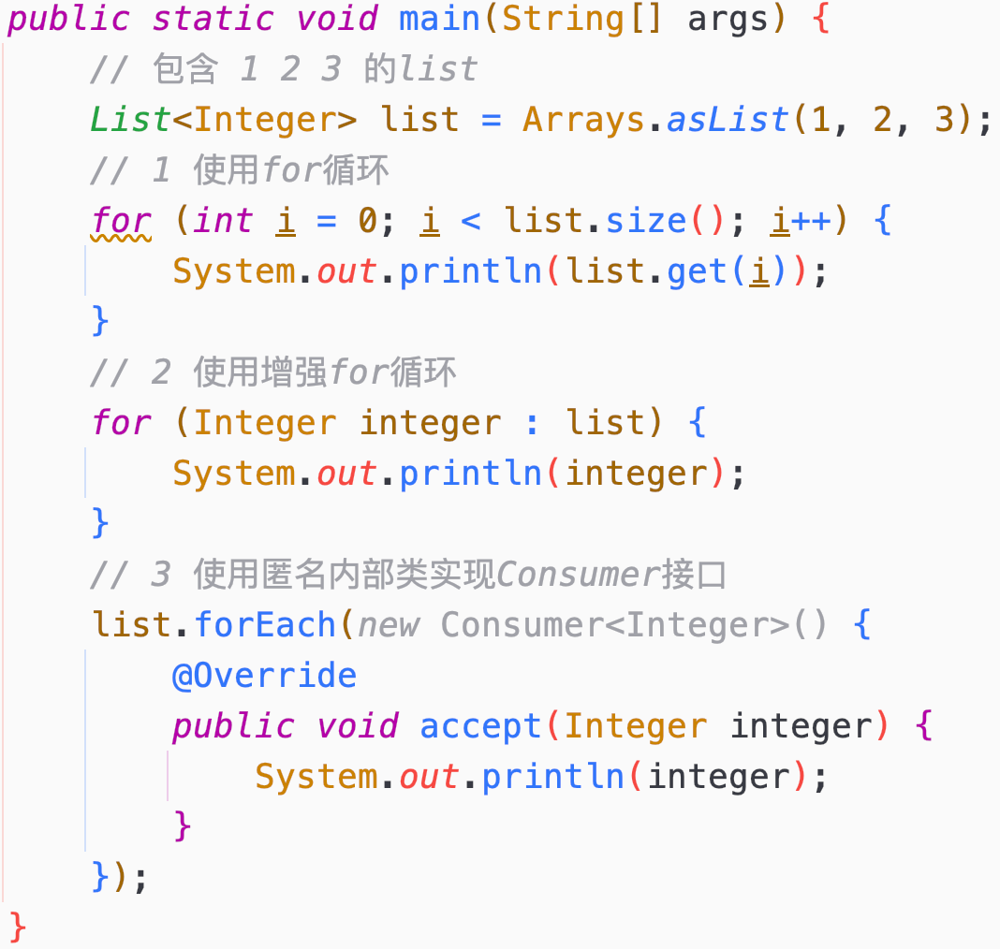 public static void main(String[] args) {
    // 包含 1 2 3 的list
    List<Integer> list = Arrays.asList(1, 2, 3);
    // 1 使用for循环
    for (int i = 0; i < list.size(); i++) {
        System.out.println(list.get(i));
    }
    // 2 使用增强for循环
    for (Integer integer : list) {
        System.out.println(integer);
    }
    // 3 使用匿名内部类实现Consumer接口
    list.forEach(new Consumer<Integer>() {
        @Override
        public void accept(Integer integer) {
            System.out.println(integer);
        }
    });
}